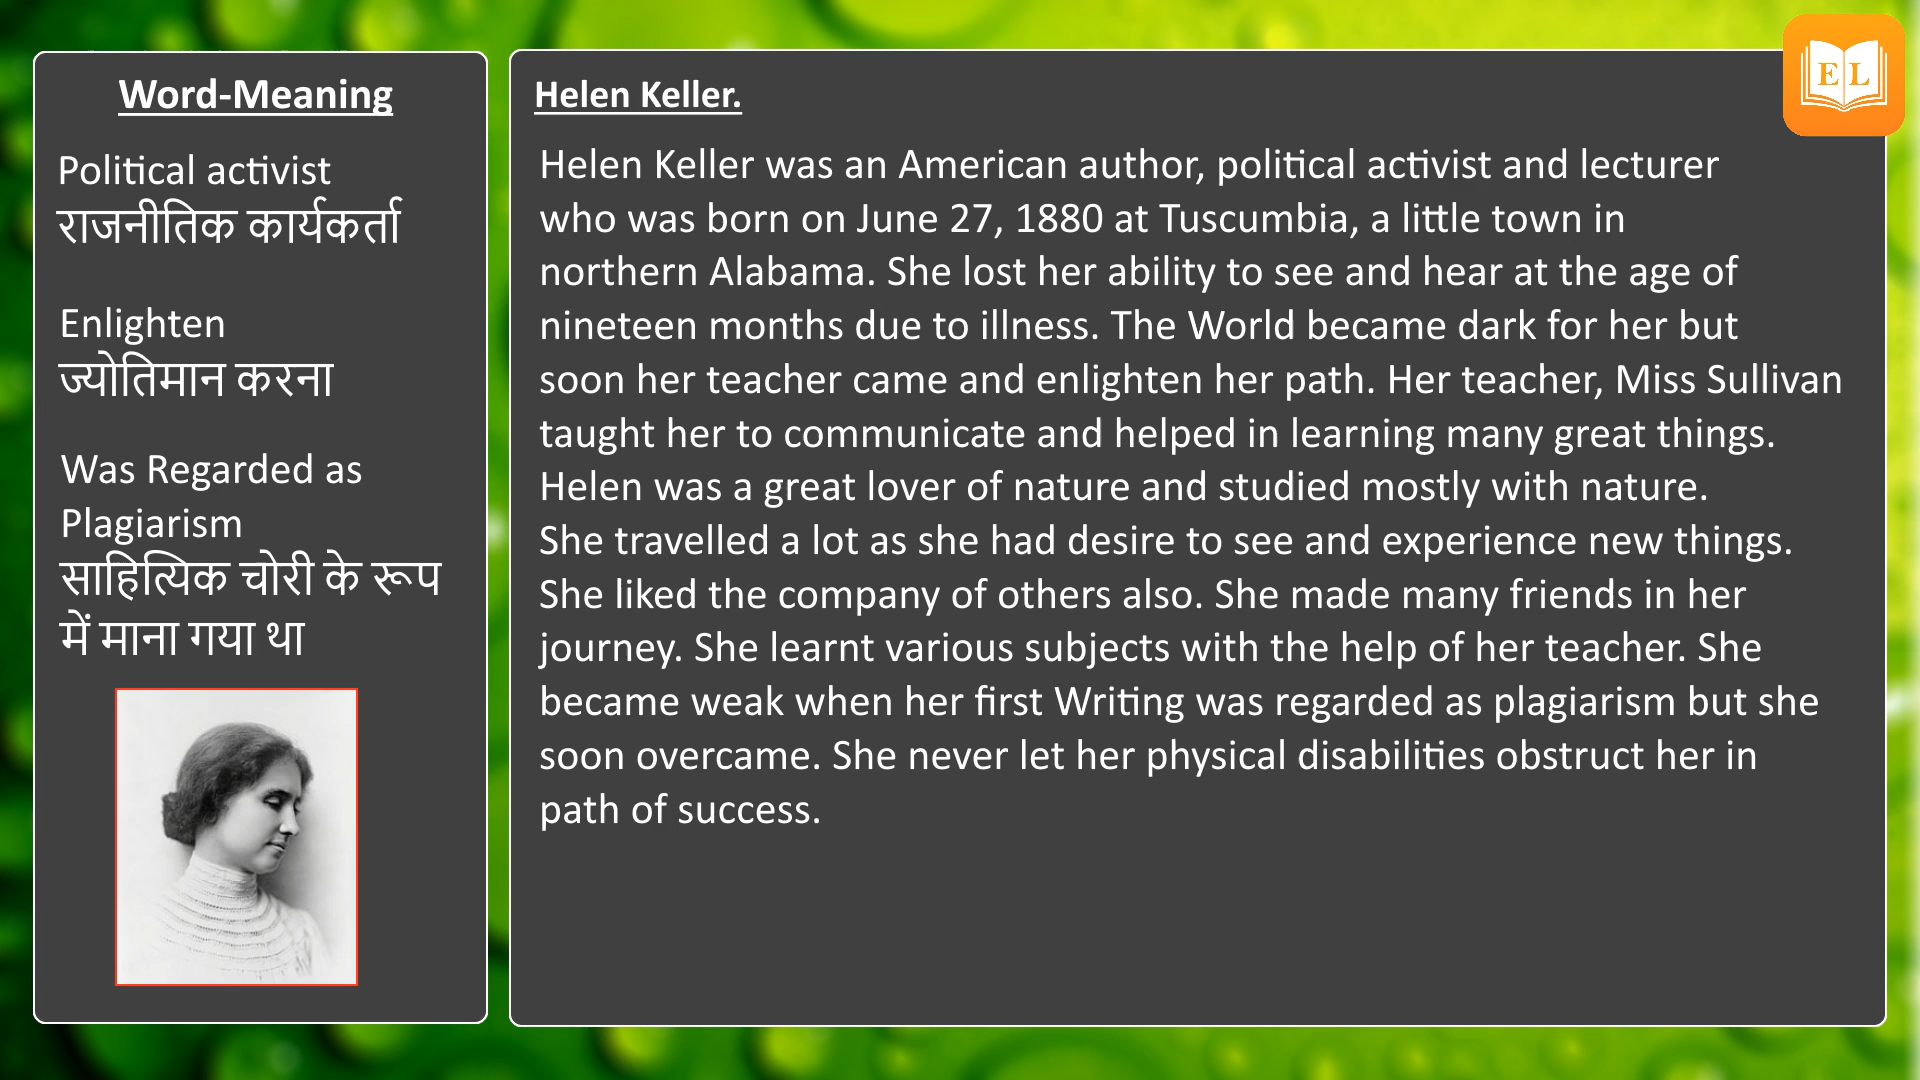 Word-Meaning
Political activist
राजनीतिक कार्यकर्ता
Enlighten
ज्योतिमान करना
Was Regarded as
Plagiarism
साहित्यिक चोरी के रूप
में माना गया था
Helen Keller.
Helen Keller was an American author, political activist and lecturer
who was born on June 27, 1880 at Tuscumbia, a little town in
northern Alabama. She lost her ability to see and hear at the age of
nineteen months due to illness. The World became dark for her but
soon her teacher came and enlighten her path. Her teacher, Miss Sullivan
taught her to communicate and helped in learning many great things.
Helen was a great lover of nature and studied mostly with nature.
She travelled a lot as she had desire to see and experience new things.
She liked the company of others also. She made many friends in her
journey. She learnt various subjects with the help of her teacher. She
became weak when her first Writing was regarded as plagiarism but she
soon overcame. She never let her physical disabilities obstruct her in
path of success.
E L